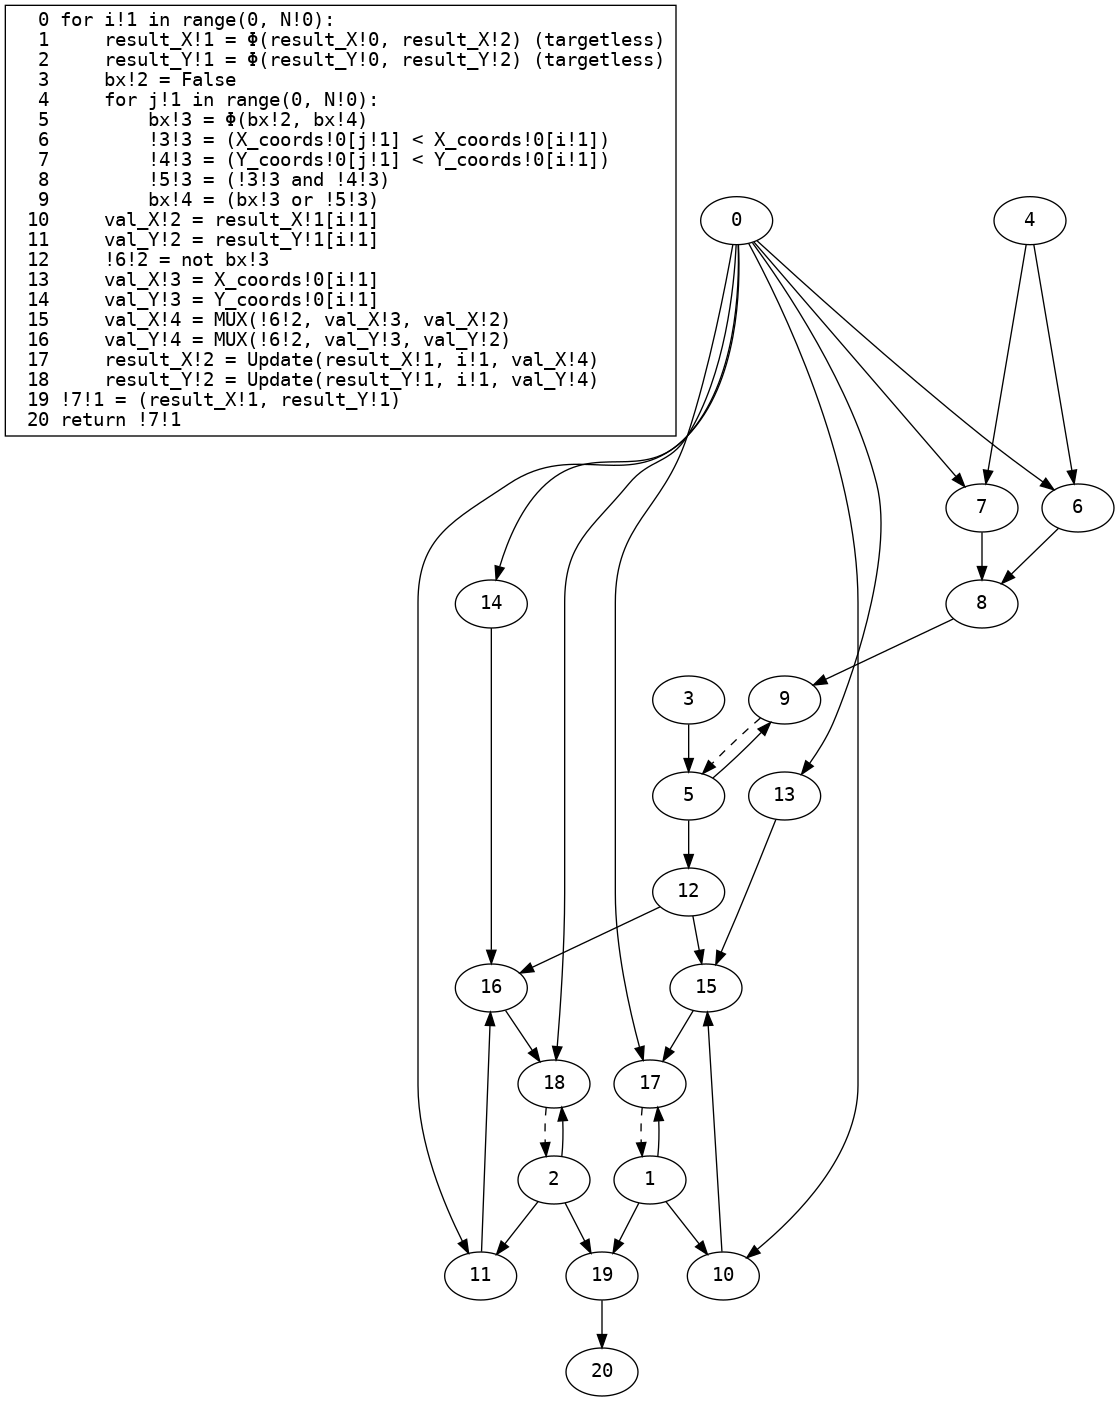 0 for i!1 in range(0, N!0):
1     result_X!1 = Φ(result_X!0, result_X!2) (targetless)
2     result_Y!1 = Φ(result_Y!0, result_Y!2) (targetless)
3     bx!2 = False
4     for j!1 in range(0, N!0):
5         bx!3 = Φ(bx!2, bx!4)
6         !3!3 = (X_coords!0[j!1] < X_coords!0[i!1])
7         !4!3 = (Y_coords!0[j!1] < Y_coords!0[i!1])
8         !5!3 = (!3!3 and !4!3)
9         bx!4 = (bx!3 or !5!3)
10     val_X!2 = result_X!1[i!1]
11     val_Y!2 = result_Y!1[i!1]
12     !6!2 = not bx!3
13     val_X!3 = X_coords!0[i!1]
14     val_Y!3 = Y_coords!0[i!1]
15     val_X!4 = MUX(!6!2, val_X!3, val_X!2)
16     val_Y!4 = MUX(!6!2, val_Y!3, val_Y!2)
17     result_X!2 = Update(result_X!1, i!1, val_X!4)
18     result_Y!2 = Update(result_Y!1, i!1, val_Y!4)
19 !7!1 = (result_X!1, result_Y!1)
20 return !7!1
0
4
7
6
14
8
3
9
5
13
12
16
15
18
17
2
1
11
19
10
20